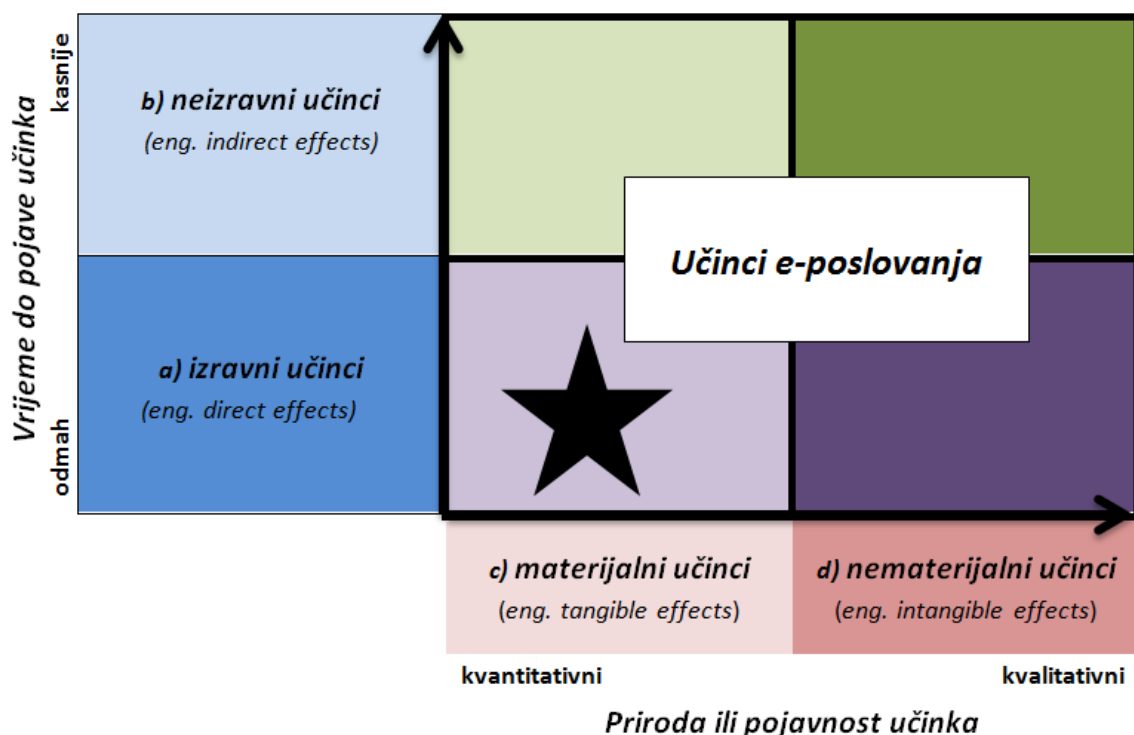 Vrijeme do pojave učinka
kasnije
odmah
b) neizravni učinci
(eng. indirect effects)
Učinci e-poslovanja
a) izravni učinci
(eng. direct effects)
c) materijalni učinci
(eng. tangible effects)
d) nematerijalni učinci
(eng. intangible effects)
kvantitativni
kvalitativni
Priroda ili pojavnost učinka